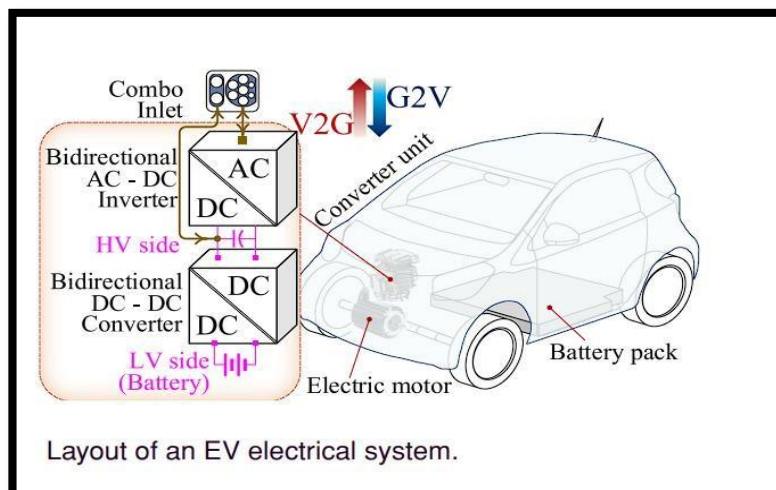 Combo
Inlet
V2G
G2V
Bidirectional
AC - DC
Inverter
AC
DC
Converter unit
HV side
Bidirectional
DC - DC
Converter
DC
DC
LV side
(Battery)
Electric motor
Battery pack
Layout of an EV electrical system.